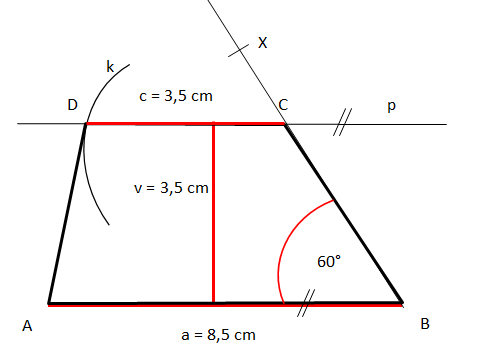 X
k
c = 3,5 cm
D
C
p
v = 3,5 cm
60°
A
B
a = 8,5 cm